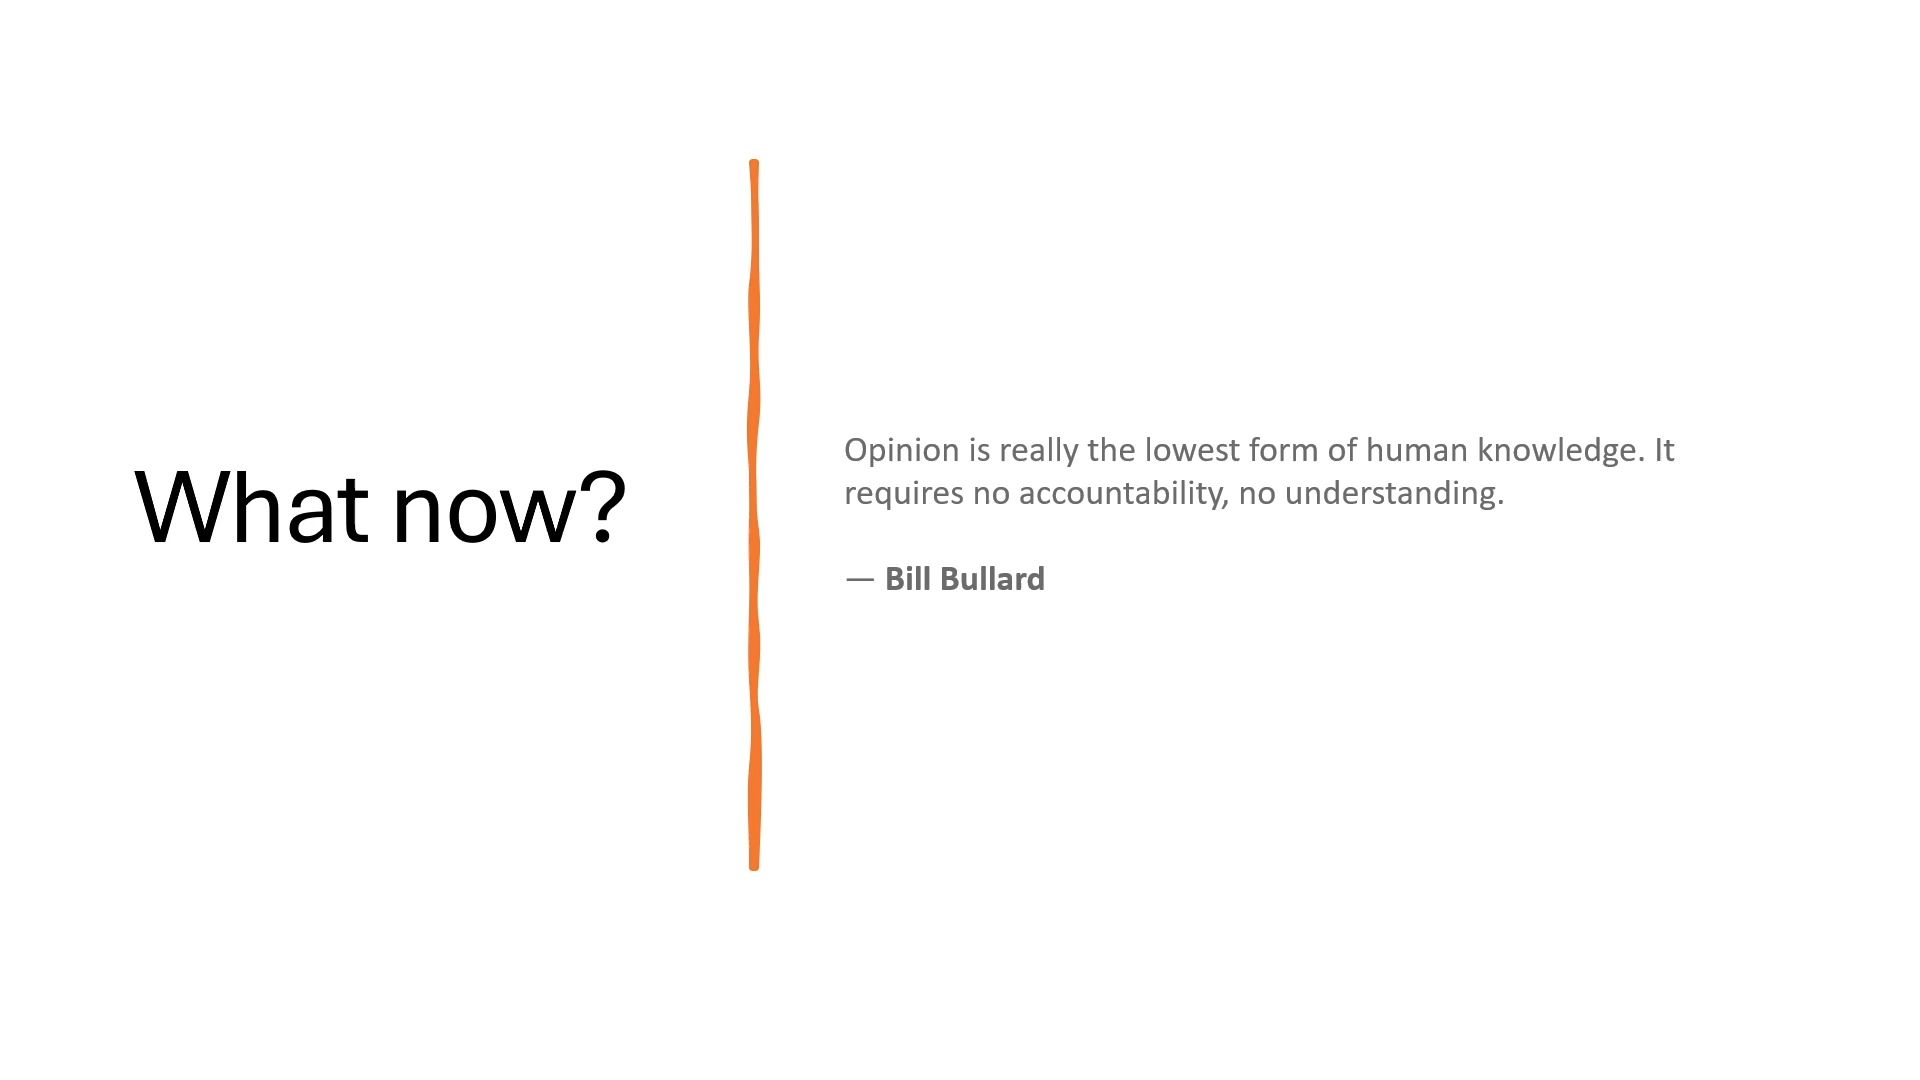 What now?
Opinion is really the lowest form of human knowledge. It
requires no accountability, no understanding.
— Bill Bullard